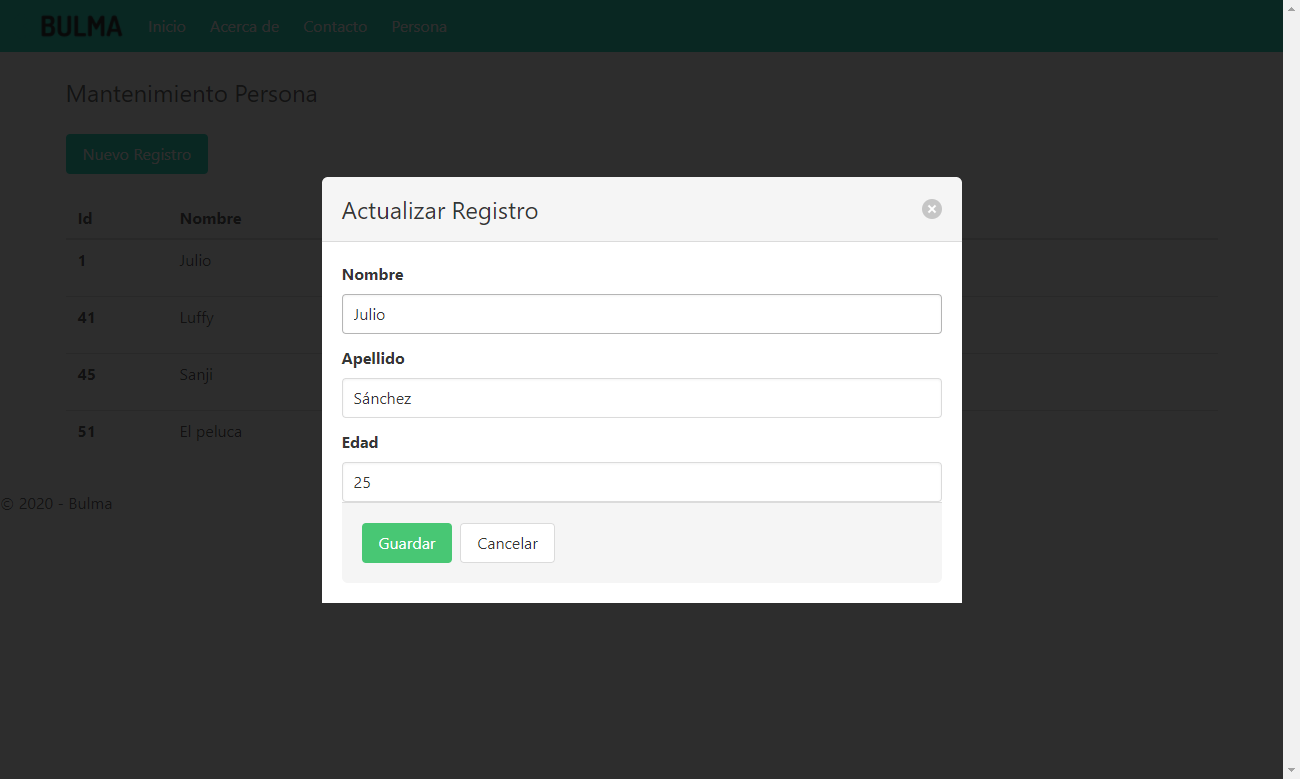 BULMA Inicio Acerca de Contacto Persona
Mantenimiento Persona
Nuevo Registro
Id Nombre
1 Julio
41 Luffy
45 Sanji
51 El peluca
© 2020 - Bulma
Actualizar Registro
Nombre
Julio
Apellido
Sánchez
Edad
25
Guardar Cancelar